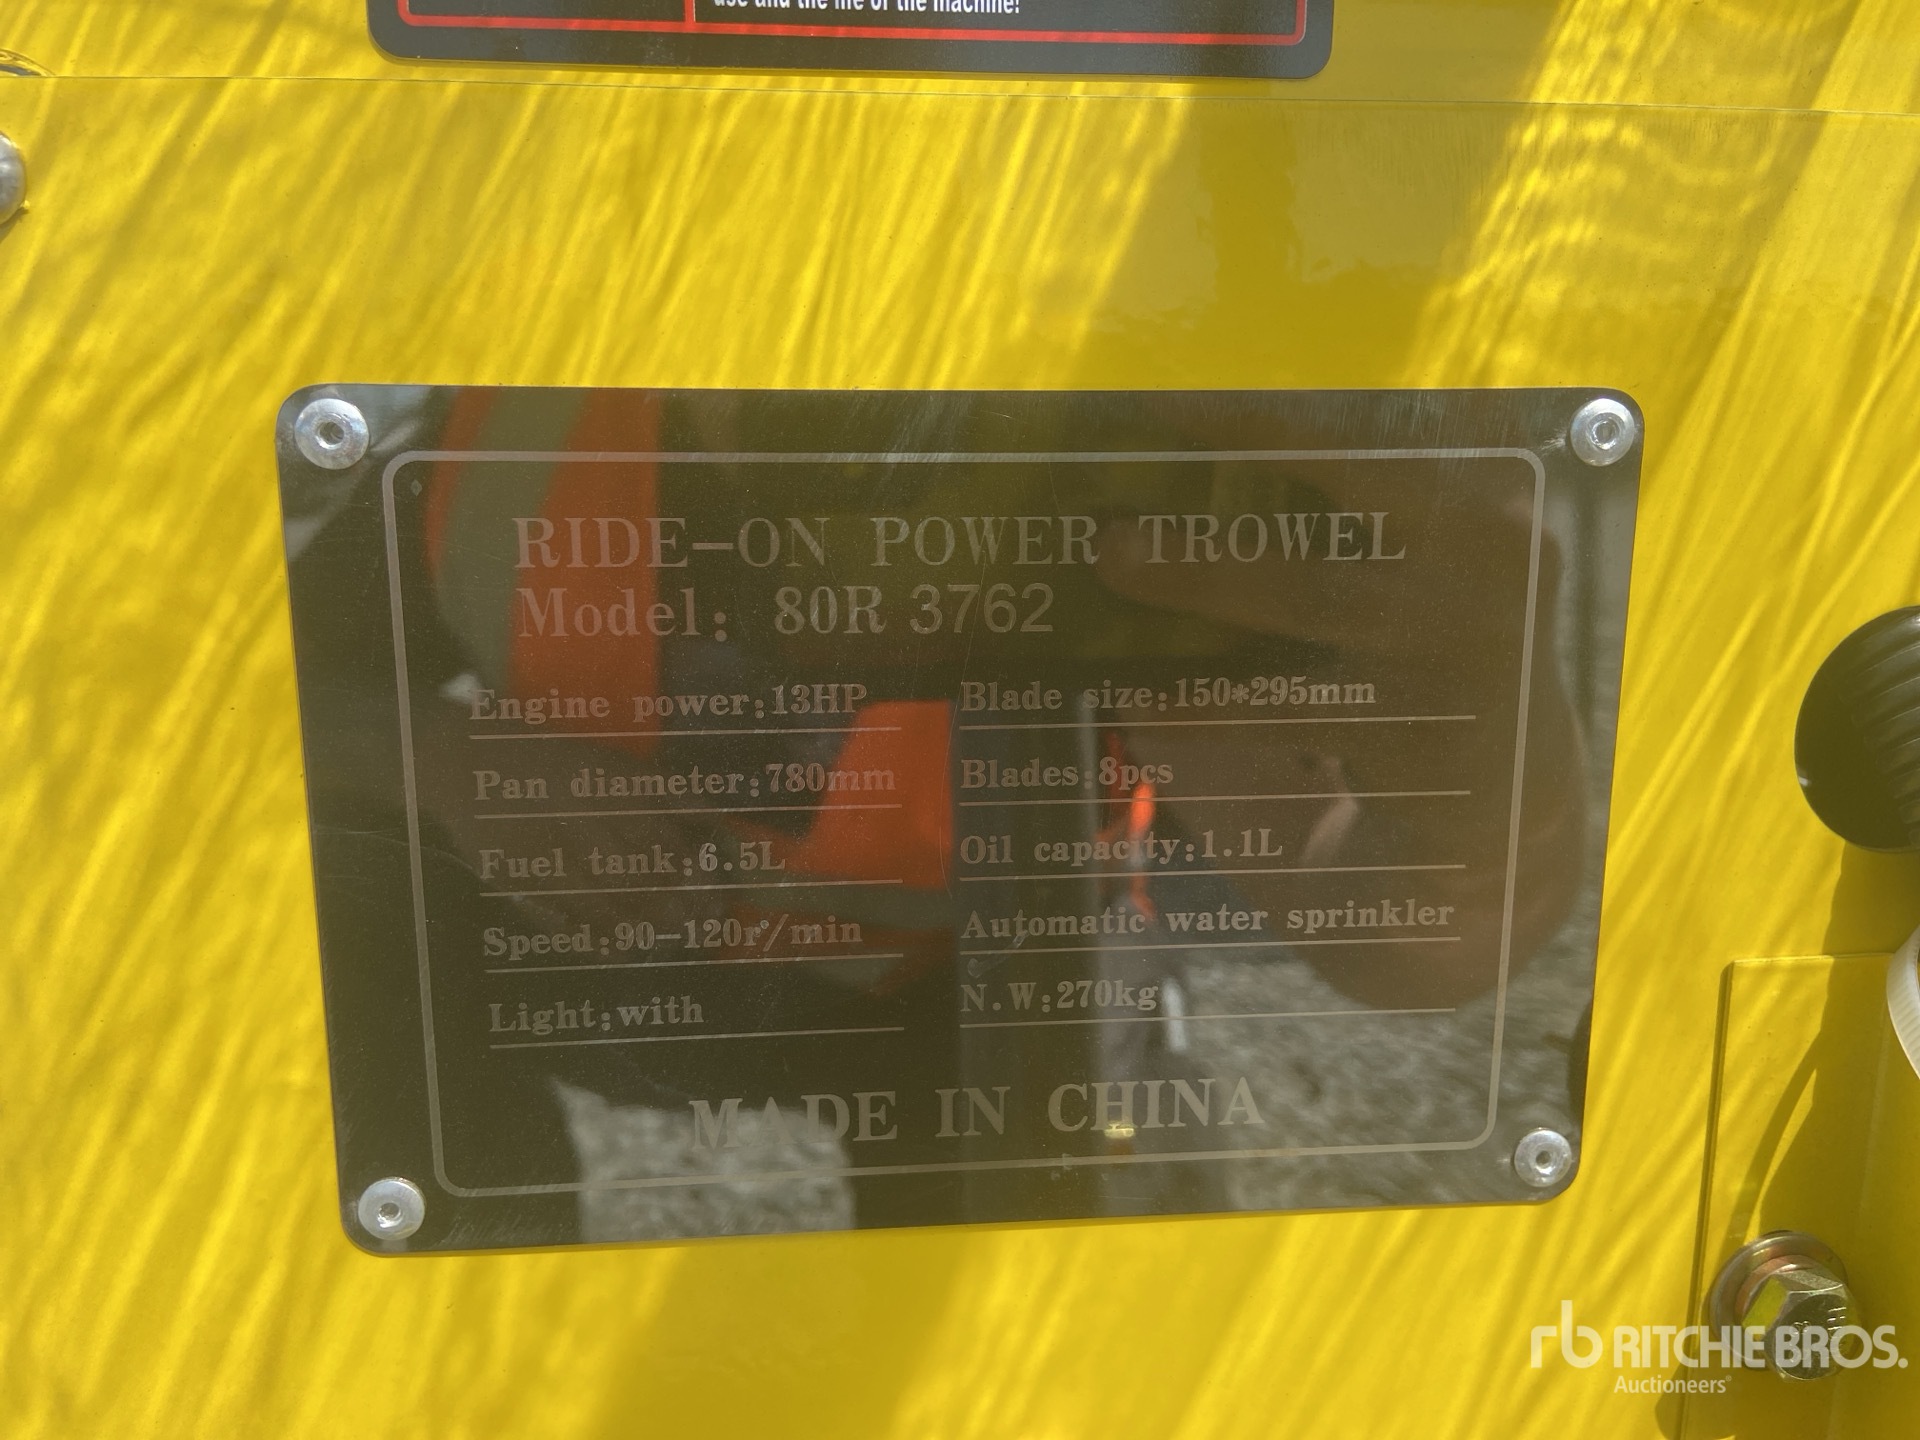 use and the life of the machine!
RIDE-ON POWER TROWEL
Model: 80R 3762
Engine power:13HP Blade size:150*295mm
Pan diameter:780mm Blades:8pcs
Fuel tank:6.5L Oil capacity:1.1L
Speed:90-120r/min Automatic water sprinkler
Light:with N.W:270kg
MADE IN CHINA
rb RITCHIE BROS.
Auctioneers